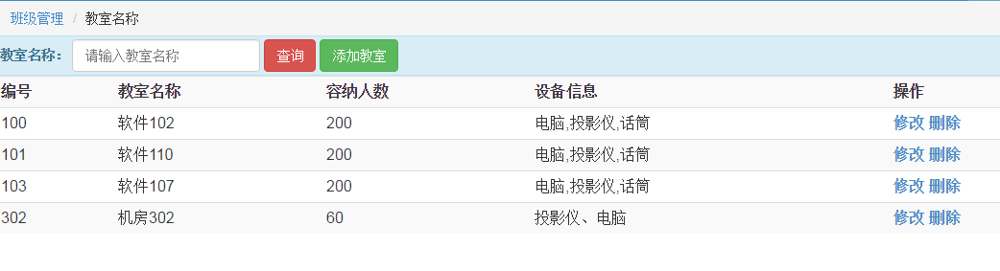 班级管理 / 教室名称
教室名称： 请输入教室名称 查询 添加教室
编号 教室名称 容纳人数 设备信息 操作
100 软件102 200 电脑,投影仪,话筒 修改 删除
101 软件110 200 电脑,投影仪,话筒 修改 删除
103 软件107 200 电脑,投影仪,话筒 修改 删除
302 机房302 60 投影仪、电脑 修改 删除